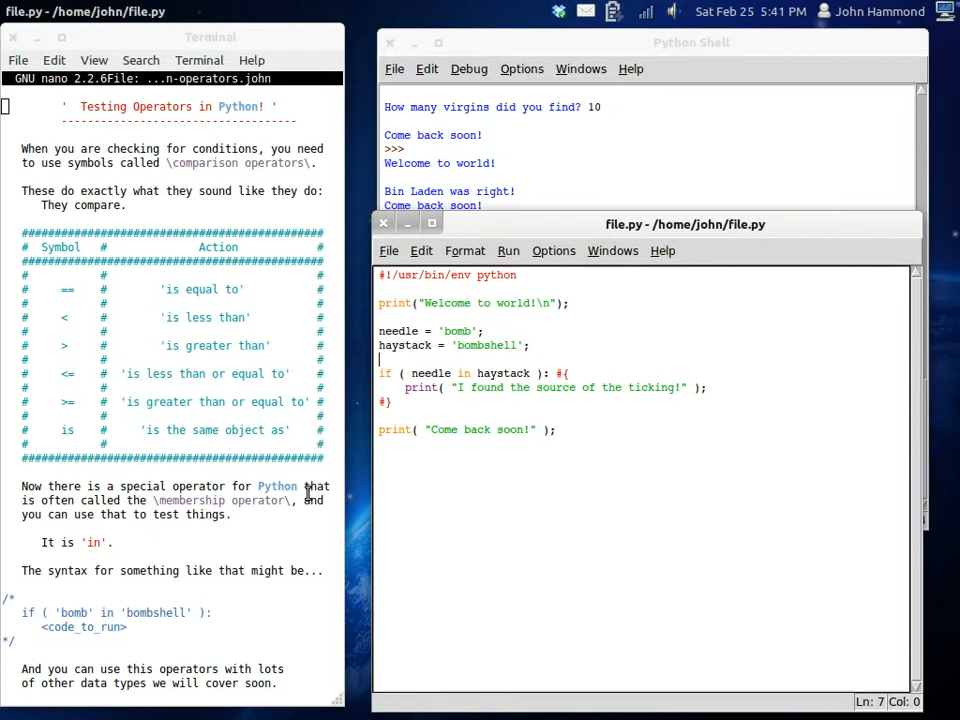 file.py - /home/john/file.py
Sat Feb 25 5:41 PM
John Hammond
Terminal
File Edit View Search Terminal Help
GNU nano 2.2.6File: ...n-operators.john
' Testing Operators in Python! '
-----------------------------------
When you are checking for conditions, you need
to use symbols called \comparison operators\.
These do exactly what they sound like they do:
They compare.
################################################
# Symbol # Action #
################################################
# # #
# == # 'is equal to' #
# # #
# < # 'is less than' #
# # #
# > # 'is greater than' #
# # #
# <= # 'is less than or equal to' #
# # #
# >= # 'is greater than or equal to' #
# # #
# is # 'is the same object as' #
# # #
################################################
Now there is a special operator for Python that
is often called the \membership operator\, and
you can use that to test things.
It is 'in'.
The syntax for something like that might be...
/*
if ( 'bomb' in 'bombshell' ):
<code_to_run>
*/
And you can use this operators with lots
of other data types we will cover soon.
Python Shell
File Edit Debug Options Windows Help
How many virgins did you find? 10
Come back soon!
>>>
Welcome to world!
Bin Laden was right!
Come back soon!
file.py - /home/john/file.py
File Edit Format Run Options Windows Help
#!/usr/bin/env python
print("Welcome to world!\n");
needle = 'bomb';
haystack = 'bombshell';
if ( needle in haystack ): #{
print( "I found the source of the ticking!" );
#}
print( "Come back soon!" );
Ln: 7 Col: 0